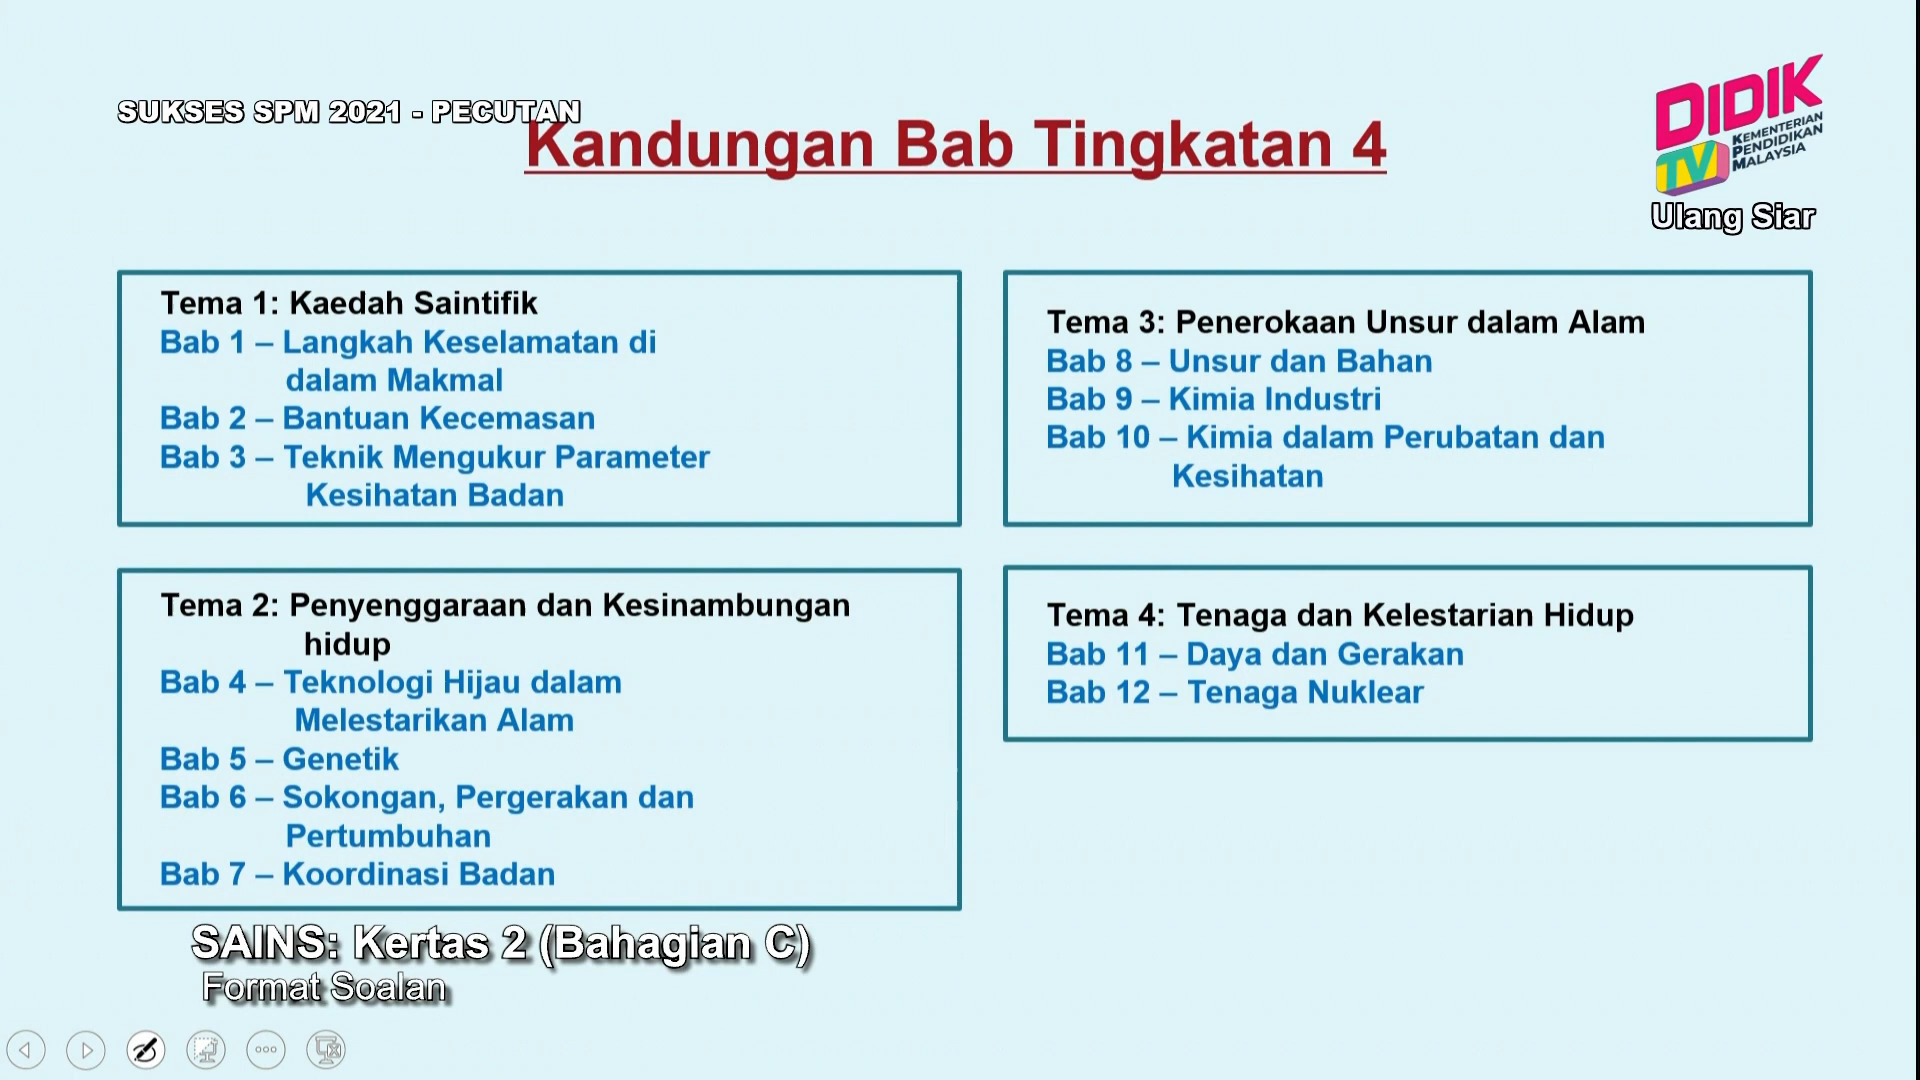 SUKSES SPM 2021 - PECUTAN
Kandungan Bab Tingkatan 4
DIDIK
TV
KEMENTERIAN
PENDIDIKAN
MALAYSIA
Ulang Siar
Tema 1: Kaedah Saintifik
Bab 1 – Langkah Keselamatan di
dalam Makmal
Bab 2 – Bantuan Kecemasan
Bab 3 – Teknik Mengukur Parameter
Kesihatan Badan
Tema 2: Penyenggaraan dan Kesinambungan
hidup
Bab 4 – Teknologi Hijau dalam
Melestarikan Alam
Bab 5 – Genetik
Bab 6 – Sokongan, Pergerakan dan
Pertumbuhan
Bab 7 – Koordinasi Badan
Tema 3: Penerokaan Unsur dalam Alam
Bab 8 – Unsur dan Bahan
Bab 9 – Kimia Industri
Bab 10 – Kimia dalam Perubatan dan
Kesihatan
Tema 4: Tenaga dan Kelestarian Hidup
Bab 11 – Daya dan Gerakan
Bab 12 – Tenaga Nuklear
SAINS: Kertas 2 (Bahagian C)
Format Soalan